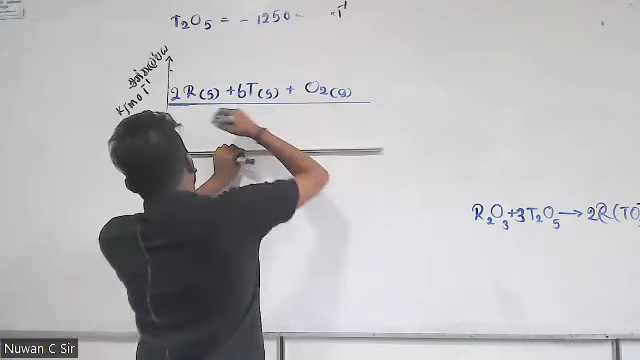 T₂O₅ = - 1250
KJmol⁻¹
2R(s) + 6T(s) + O₂(g)
R₂O₃ + 3T₂O₅ → 2R(TO
Nuwan C Sir